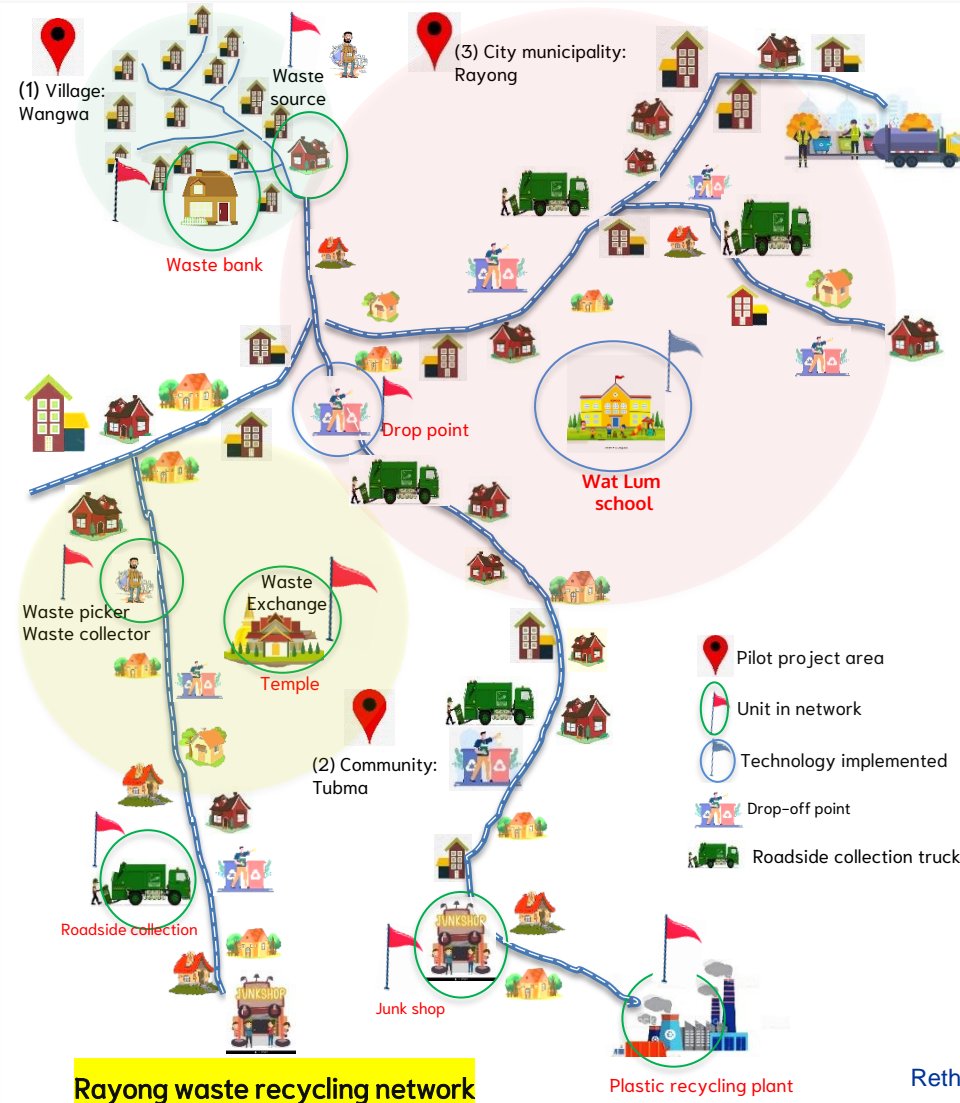 (1) Village:
Wangwa
Waste
source
Waste bank
(3) City municipality:
Rayong
Drop point
Wat Lum
school
Waste picker
Waste collector
Waste
Exchange
Temple
(2) Community:
Tubma
Pilot project area
Unit in network
Technology implemented
Drop-off point
Roadside collection truck
Roadside collection
JUNKSHOP
JUNKSHOP
Junk shop
Plastic recycling plant
Rayong waste recycling network
Reth